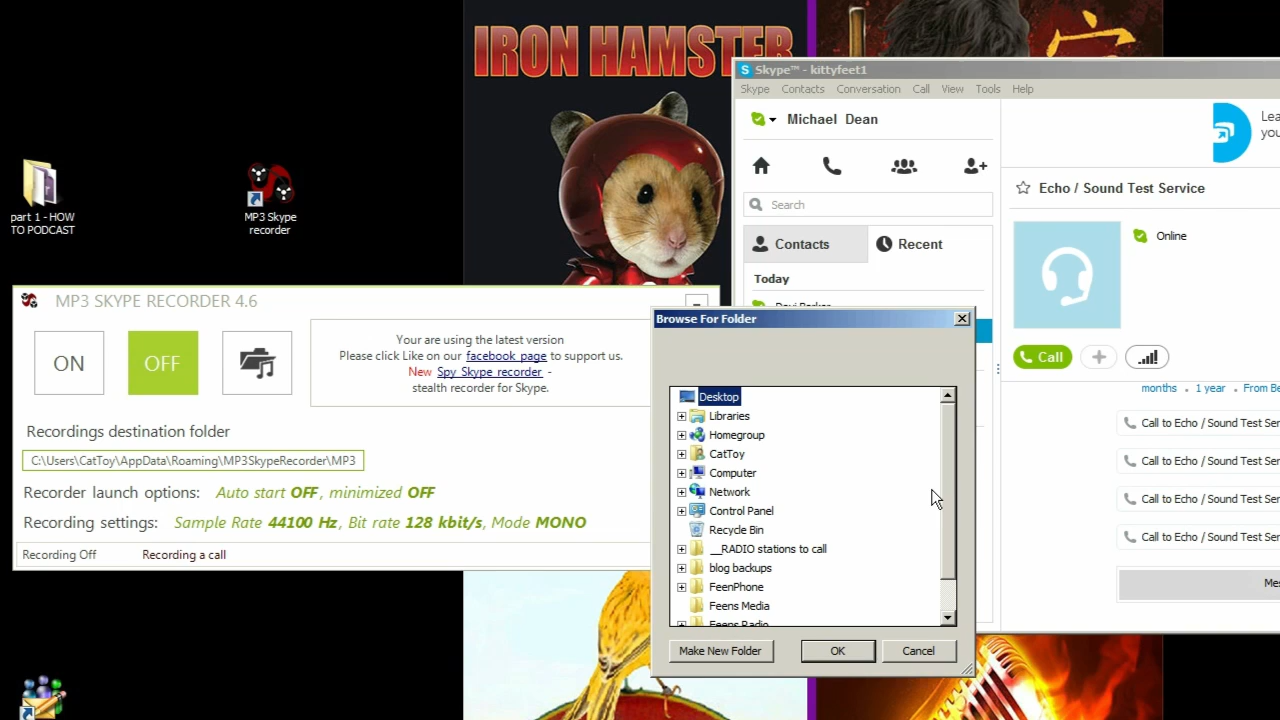 IRON HAMSTER
part 1 - HOW
TO PODCAST
MP3 Skype
recorder
MP3 SKYPE RECORDER 4.6
ON
OFF
You are using the latest version
Please click Like on our facebook page to support us.
New Spy Skype recorder -
stealth recorder for Skype.
Recordings destination folder
C:\Users\CatToy\AppData\Roaming\MP3SkypeRecorder\MP3
Recorder launch options: Auto start OFF, minimized OFF
Recording settings: Sample Rate 44100 Hz, Bit rate 128 kbit/s, Mode MONO
Recording Off Recording a call
Skype™ - kittyfeet1
Skype Contacts Conversation Call View Tools Help
Michael Dean
Search
Contacts Recent
Today
Echo / Sound Test Service
Online
Call
months 1 year From Be
Call to Echo / Sound Test Ser
Call to Echo / Sound Test Ser
Call to Echo / Sound Test Ser
Call to Echo / Sound Test Ser
Browse For Folder
Desktop
Libraries
Homegroup
CatToy
Computer
Network
Control Panel
Recycle Bin
__RADIO stations to call
blog backups
FeenPhone
Feens Media
Feens Radio
Make New Folder OK Cancel